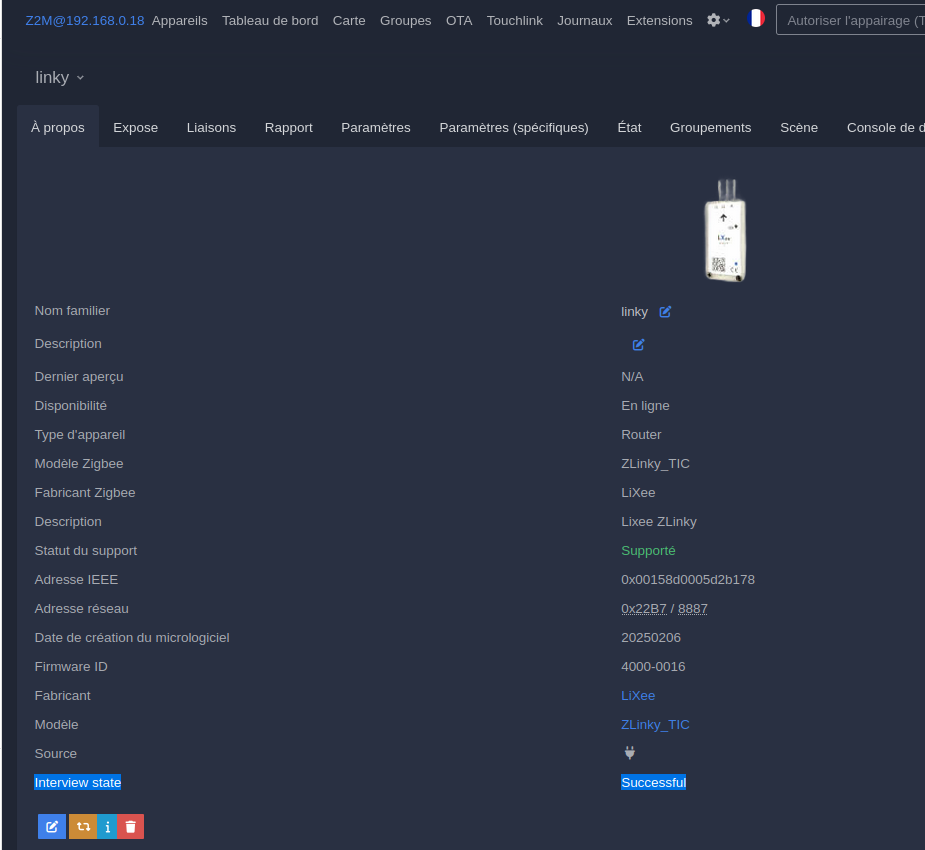 Z2M@192.168.0.18 Appareils Tableau de bord Carte Groupes OTA Touchlink Journaux Extensions Autoriser l'appairage (T
linky
À propos Expose Liaisons Rapport Paramètres Paramètres (spécifiques) État Groupements Scène Console de d
LiXee
Nom familier linky
Description
Dernier aperçu N/A
Disponibilité En ligne
Type d'appareil Router
Modèle Zigbee ZLinky_TIC
Fabricant Zigbee LiXee
Description Lixee ZLinky
Statut du support Supporté
Adresse IEEE 0x00158d0005d2b178
Adresse réseau 0x22B7 / 8887
Date de création du micrologiciel 20250206
Firmware ID 4000-0016
Fabricant LiXee
Modèle ZLinky_TIC
Source
Interview state Successful